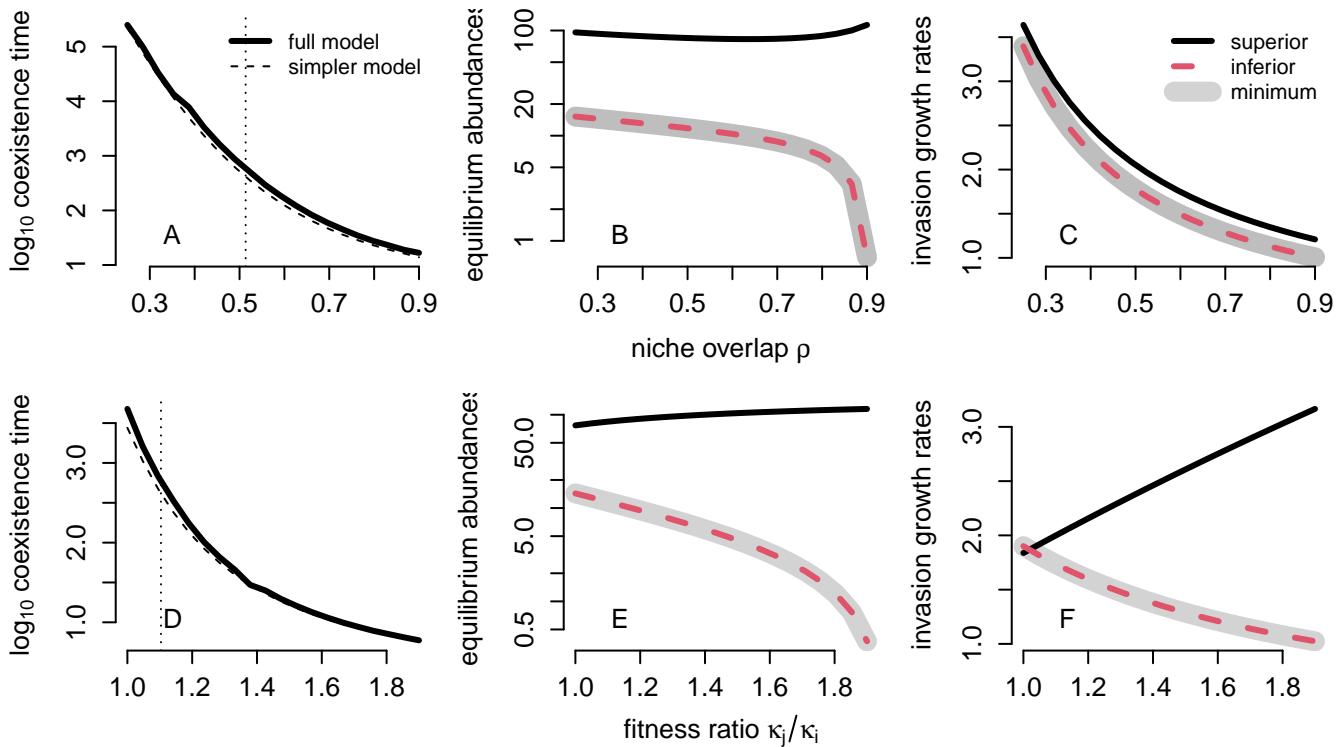 log10 coexistence time
5
4
3
2
1
full model
simpler model
A
0.3 0.5 0.7 0.9
equilibrium abundances
100
20
5
1
B
0.3 0.5 0.7 0.9
niche overlap ρ
invasion growth rates
3.0
2.0
1.0
superior
inferior
minimum
C
0.3 0.5 0.7 0.9
log10 coexistence time
3.0
2.0
1.0
D
1.0 1.2 1.4 1.6 1.8
equilibrium abundances
50.0
5.0
0.5
E
1.0 1.2 1.4 1.6 1.8
fitness ratio κj/κi
invasion growth rates
3.0
2.0
1.0
F
1.0 1.2 1.4 1.6 1.8